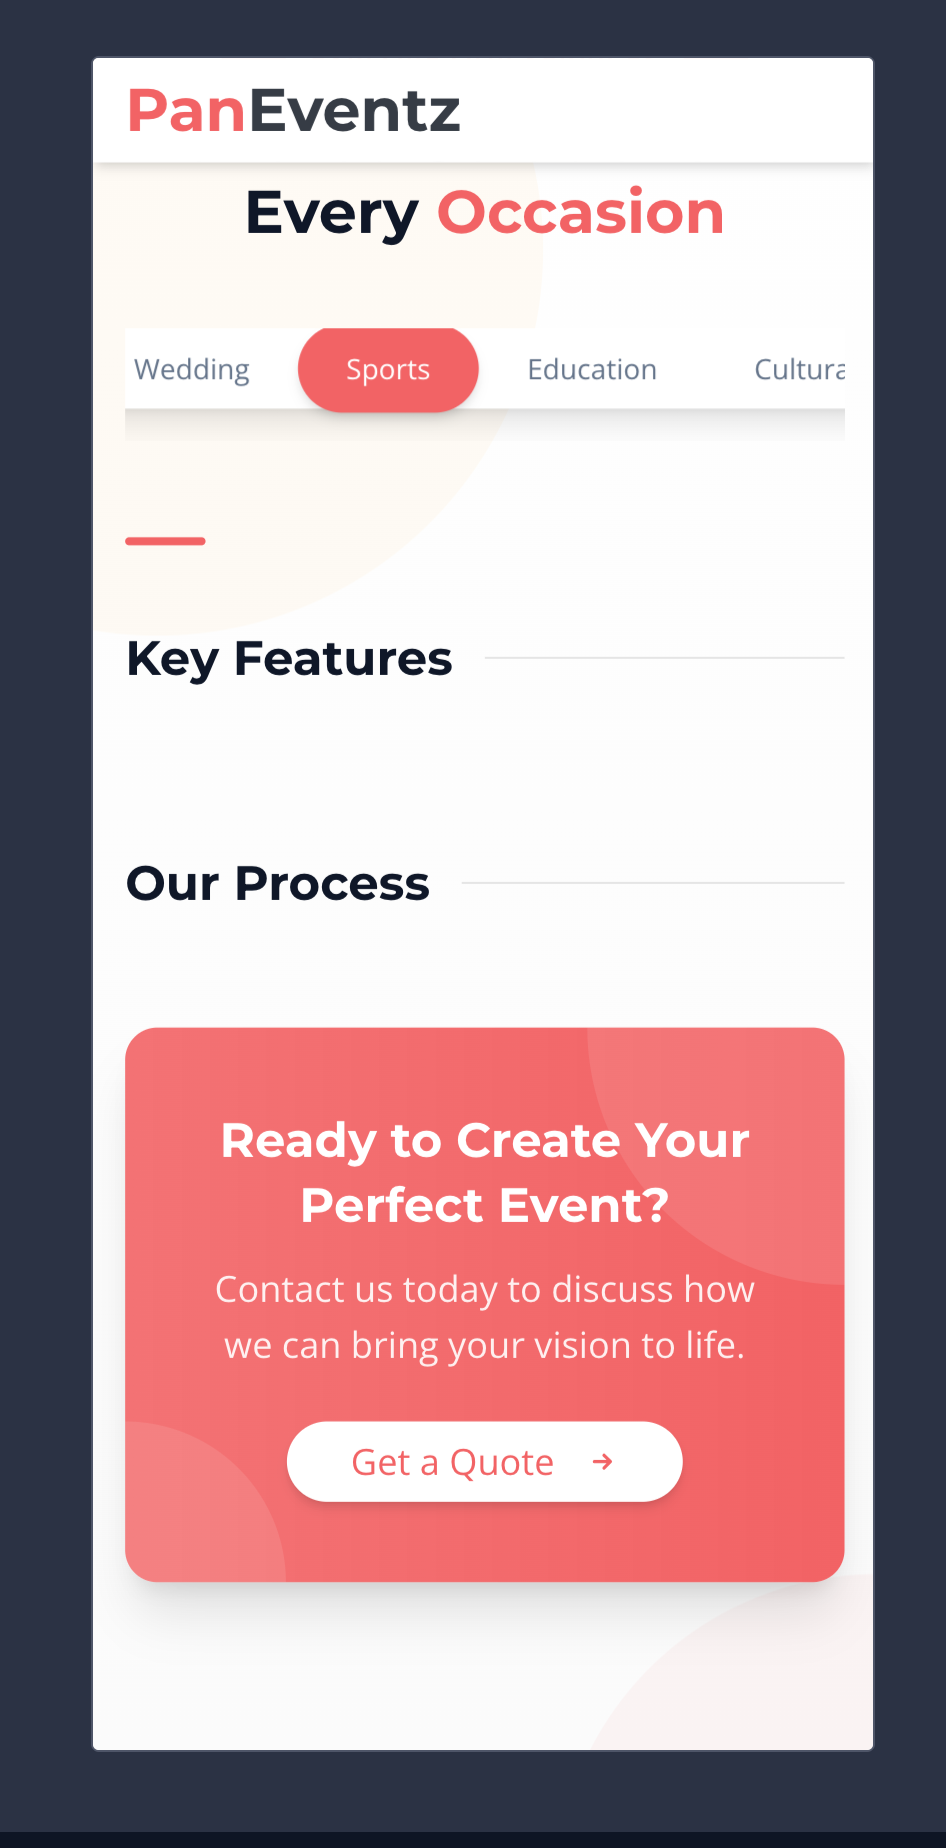 PanEventz
Every Occasion
Wedding Sports Education Cultura
Key Features
Our Process
Ready to Create Your
Perfect Event?
Contact us today to discuss how
we can bring your vision to life.
Get a Quote →